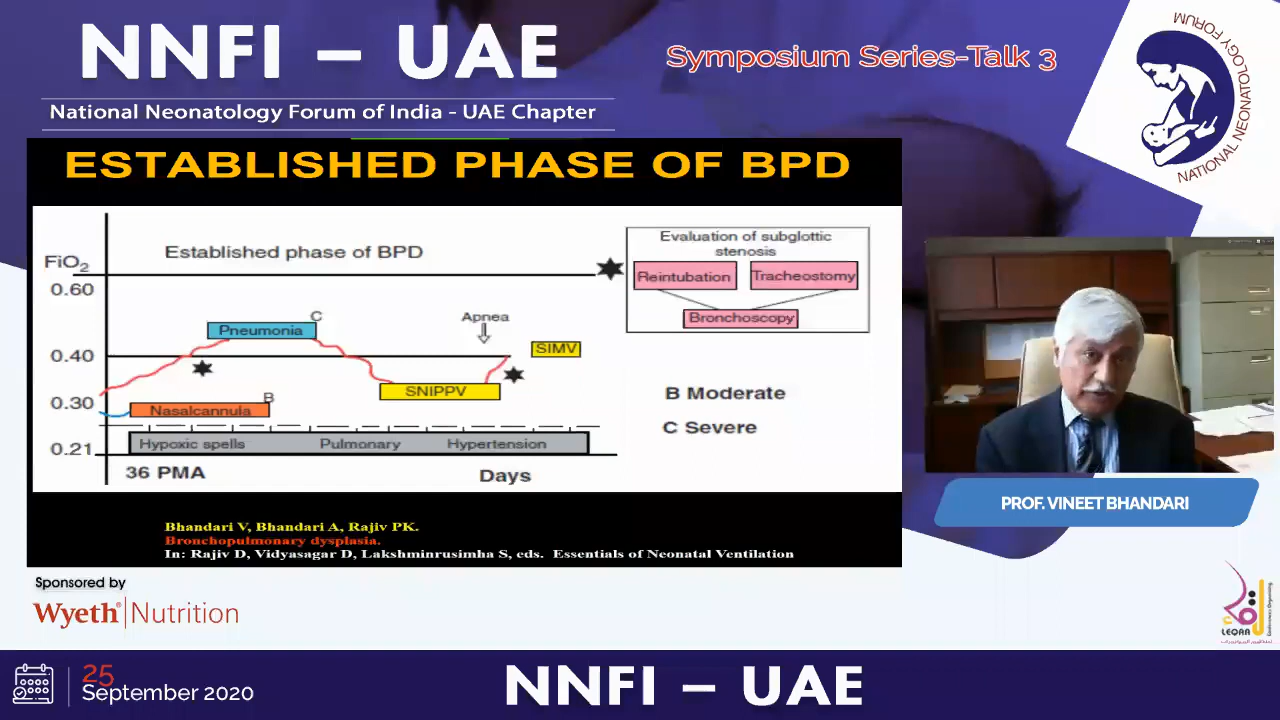 NNFI – UAE
National Neonatology Forum of India - UAE Chapter
Symposium Series-Talk 3
NATIONAL NEONATOLOGY FORUM
ESTABLISHED PHASE OF BPD
Established phase of BPD
FiO2
0.60
0.40
0.30
0.21
Pneumonia
C
Apnea
SIMV
SNIPPV
B
Nasalcannula
Hypoxic spells Pulmonary Hypertension
36 PMA
Days
Evaluation of subglottic
stenosis
Reintubation
Tracheostomy
Bronchoscopy
B Moderate
C Severe
Bhandari V, Bhandari A, Rajiv PK.
Bronchopulmonary dysplasia.
In: Rajiv D, Vidyasagar D, Lakshminrusimha S, eds. Essentials of Neonatal Ventilation
PROF. VINEET BHANDARI
Sponsored by
Wyeth® Nutrition
LEQAA
25
September 2020
NNFI – UAE